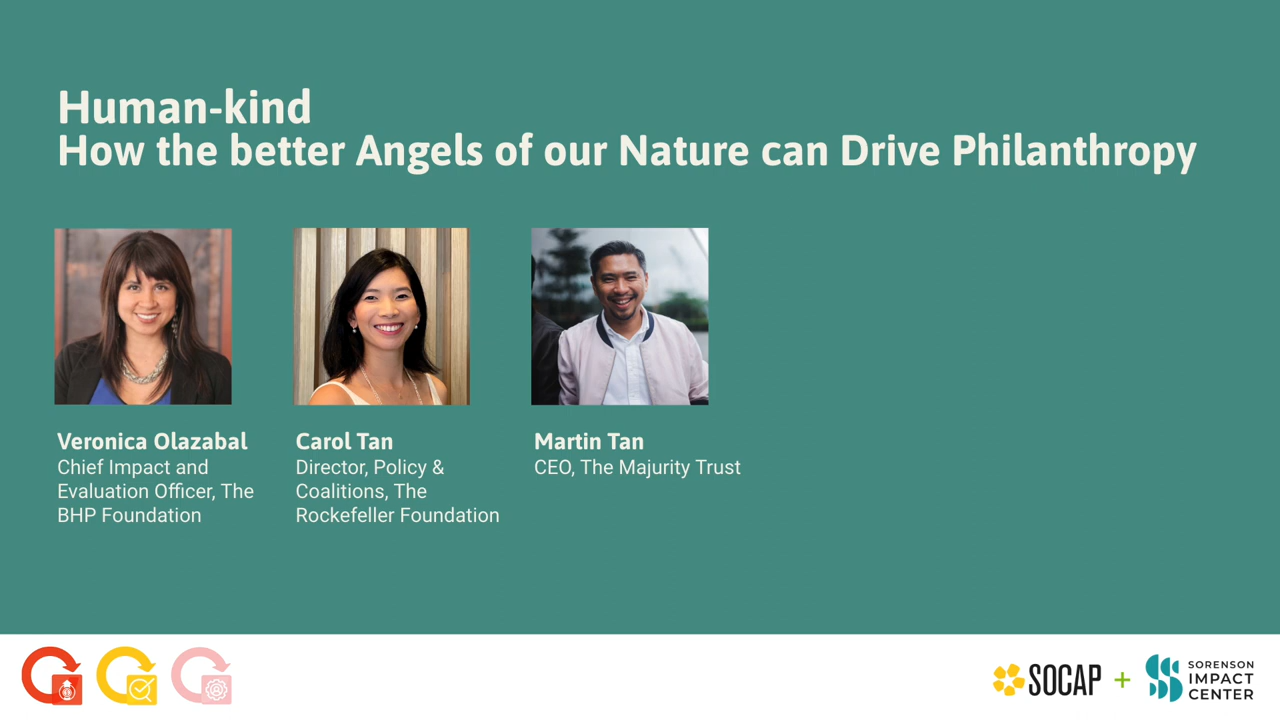 Human-kind
How the better Angels of our Nature can Drive Philanthropy
Veronica Olazabal
Chief Impact and
Evaluation Officer, The
BHP Foundation
Carol Tan
Director, Policy &
Coalitions, The
Rockefeller Foundation
Martin Tan
CEO, The Majurity Trust
SOCAP +
SORENSON
IMPACT
CENTER